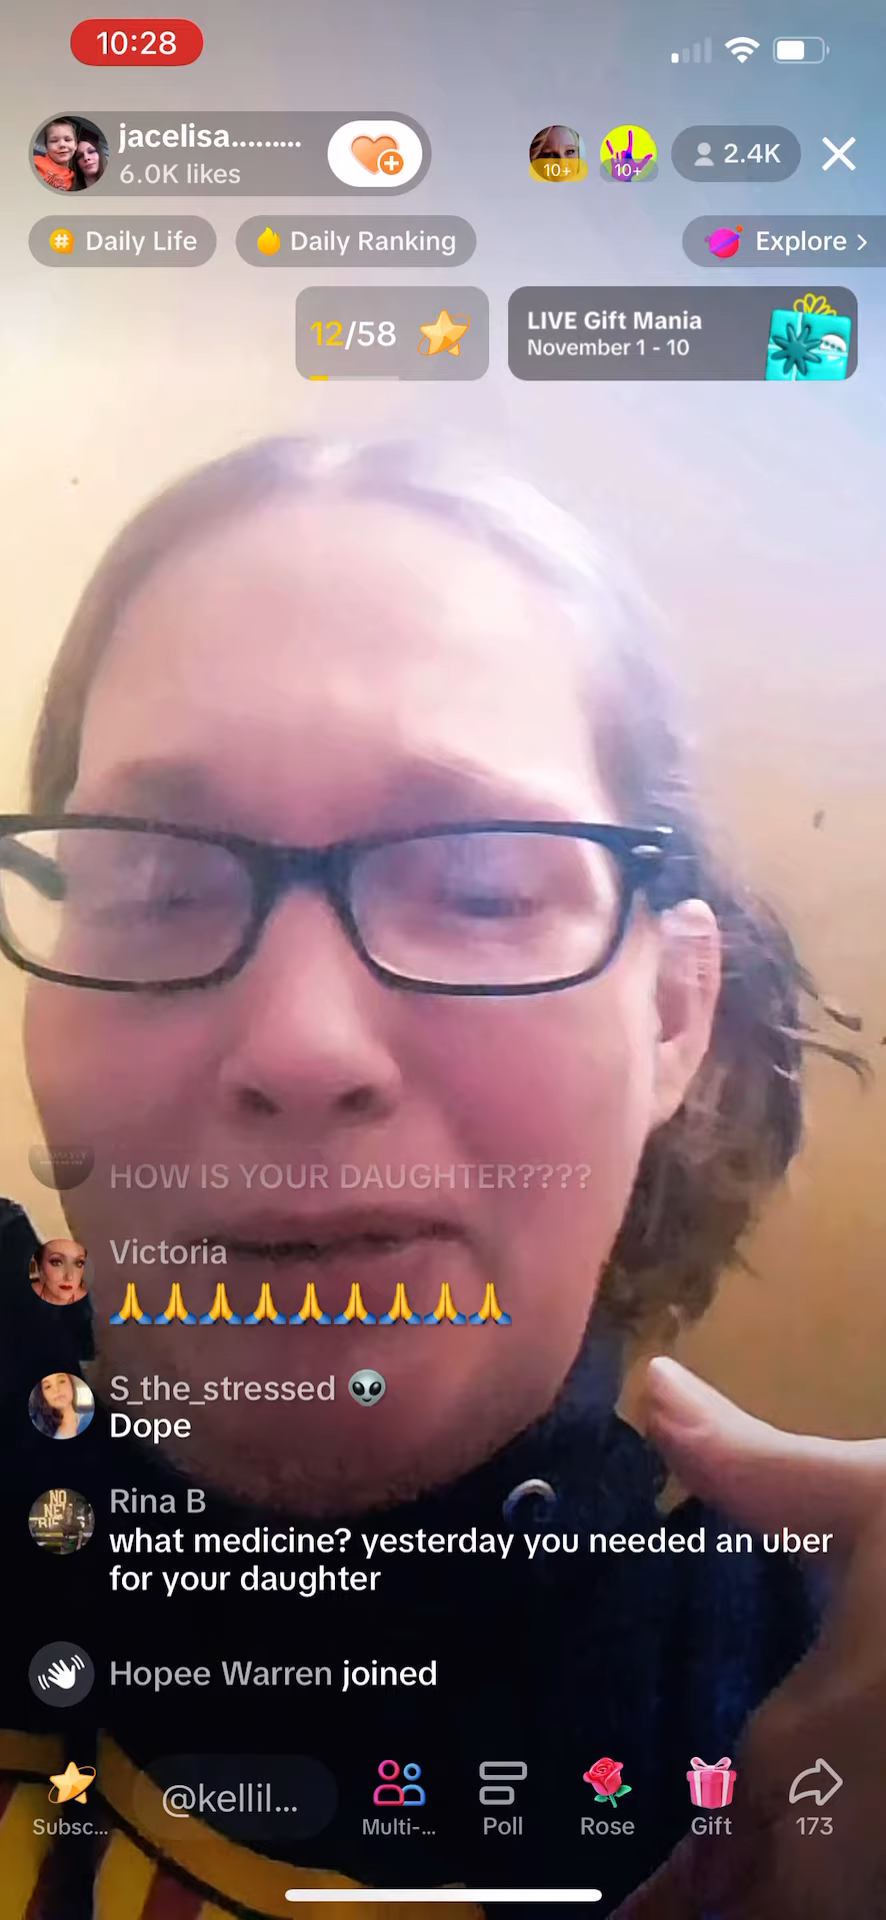 10:28
jacelisa.........
6.0K likes
10+
10+
2.4K
Daily Life
Daily Ranking
Explore >
12/58
LIVE Gift Mania
November 1 - 10
HOW IS YOUR DAUGHTER????
Victoria
🙏🙏🙏🙏🙏🙏🙏🙏🙏
S_the_stressed 👽
Dope
Rina B
what medicine? yesterday you needed an uber
for your daughter
Hopee Warren joined
@kellil...
Subsc...
Multi-...
Poll
Rose
Gift
173